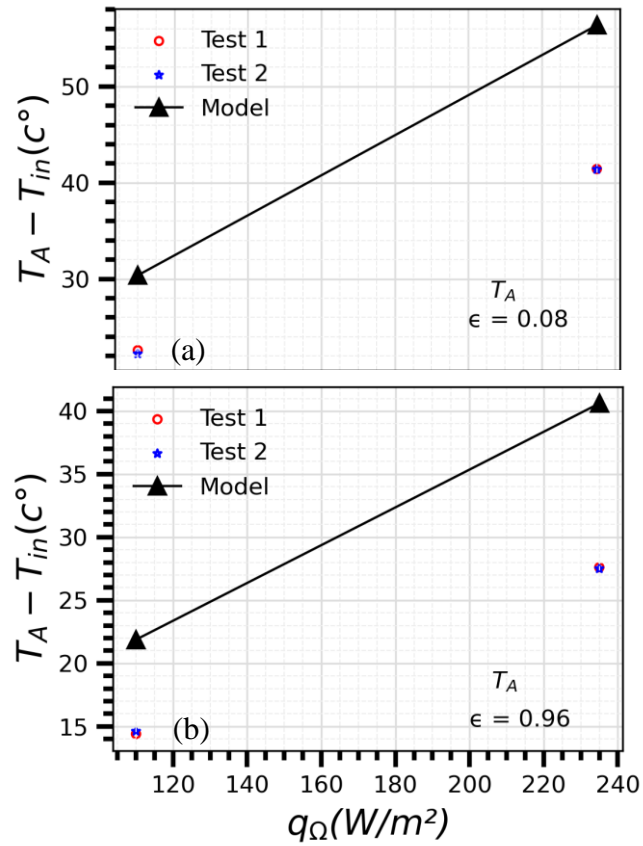 Test 1
Test 2
Model
50
40
30
T_A − T_in(c°)
T_A
ϵ = 0.08
(a)
Test 1
Test 2
Model
40
35
30
25
20
15
T_A − T_in(c°)
T_A
ϵ = 0.96
(b)
120 140 160 180 200 220 240
q_Ω(W/m²)